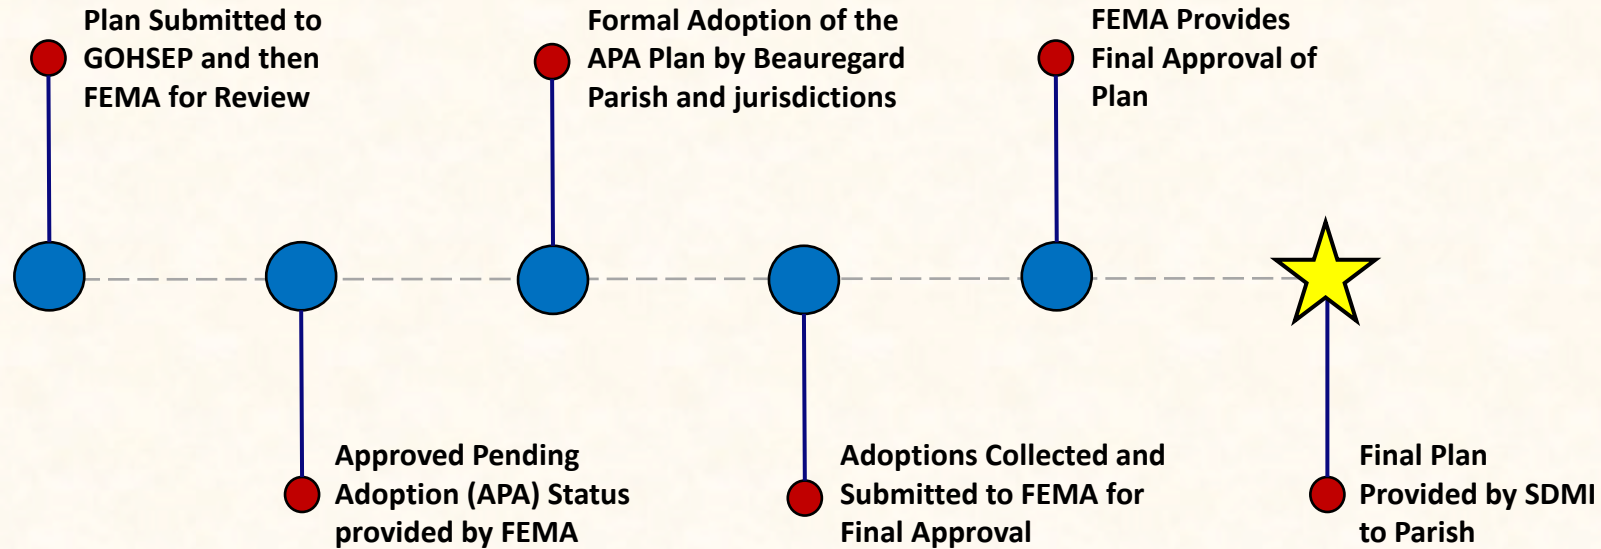 Plan Submitted to
GOHSEP and then
FEMA for Review
Approved Pending
Adoption (APA) Status
provided by FEMA
Formal Adoption of the
APA Plan by Beauregard
Parish and jurisdictions
Adoptions Collected and
Submitted to FEMA for
Final Approval
FEMA Provides
Final Approval of
Plan
Final Plan
Provided by SDMI
to Parish